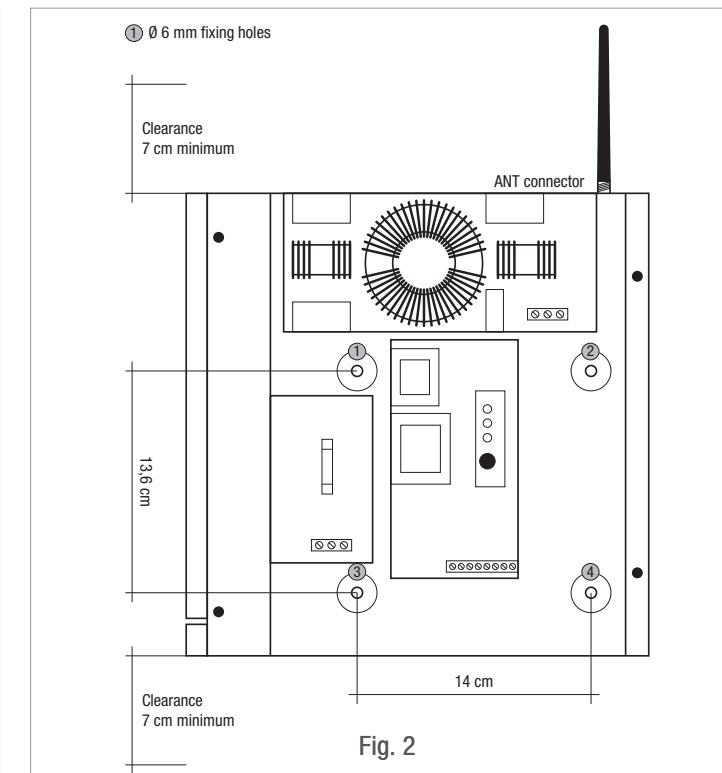 1 Ø 6 mm fixing holes
Clearance
7 cm minimum
ANT connector
1
2
13,6 cm
3
4
14 cm
Clearance
7 cm minimum
Fig. 2